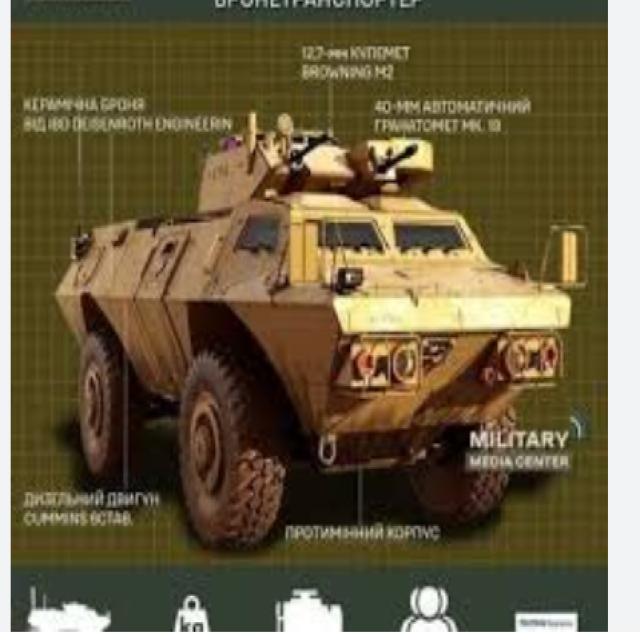 БРОНЕТРАНСПОРТЕР
12,7-мм КУЛЕМЕТ
BROWNING M2
КЕРАМІЧНА БРОНЯ
ВІД IBD DEISENROTH ENGINEERIN
40-ММ АВТОМАТИЧНИЙ
ГРАНАТОМЕТ МК. 19
MILITARY
MEDIA CENTER
ДИЗЕЛЬНИЙ ДВИГУН
CUMMINS 6CTA8.
ПРОТИМІННИЙ КОРПУС
kg